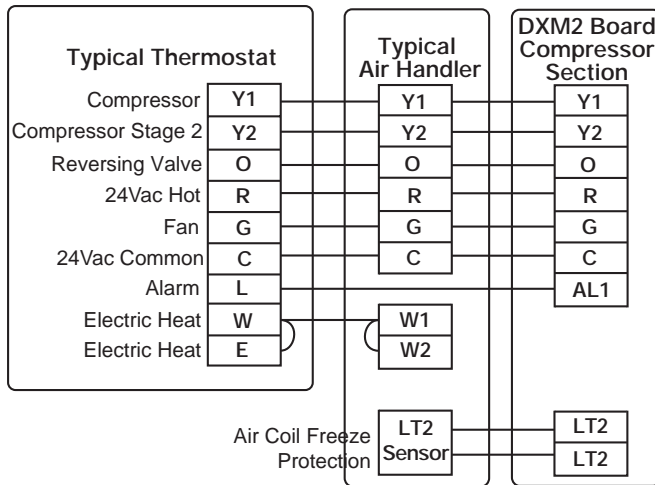 Typical Thermostat
Typical
Air Handler
DXM2 Board
Compressor
Section
Compressor Y1 Y1 Y1
Compressor Stage 2 Y2 Y2 Y2
Reversing Valve O O O
24Vac Hot R R R
Fan G G G
24Vac Common C C C
Alarm L AL1
Electric Heat W W1
Electric Heat E W2
Air Coil Freeze
Protection
LT2
Sensor
LT2
LT2